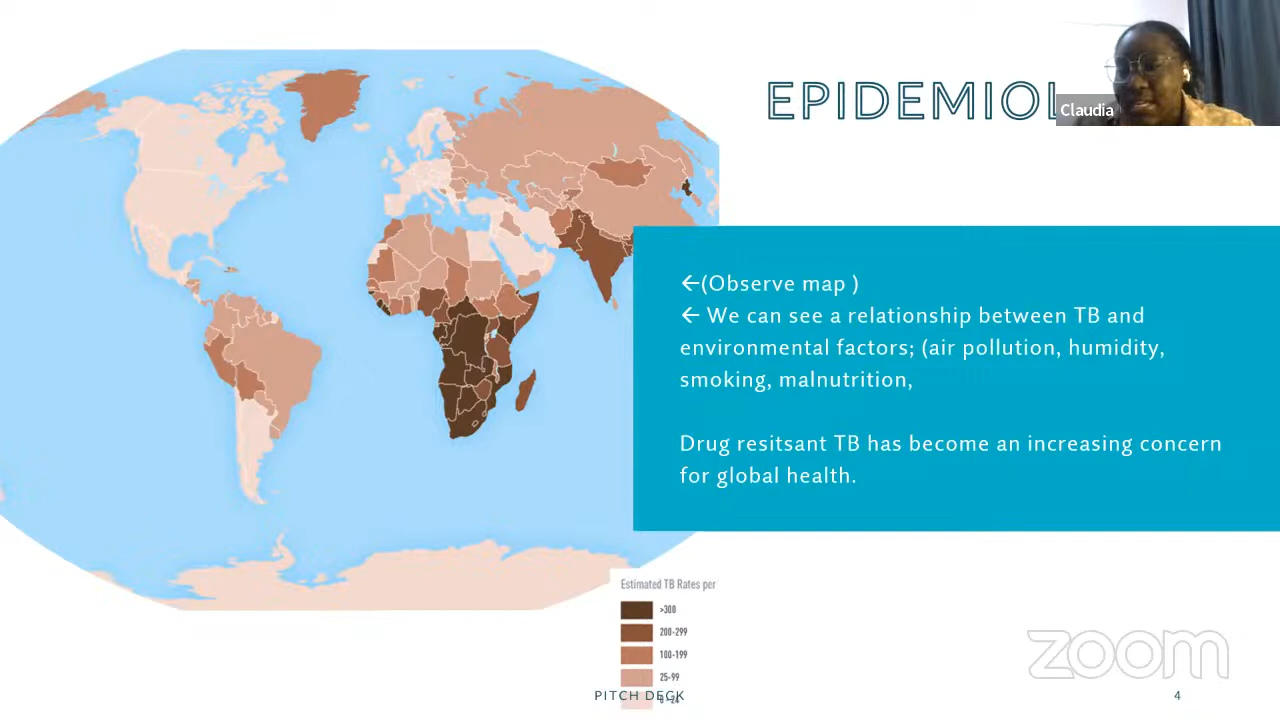 EPIDEMIOL
Claudia
←(Observe map )
← We can see a relationship between TB and
environmental factors; (air pollution, humidity,
smoking, malnutrition,
Drug resitsant TB has become an increasing concern
for global health.
Estimated TB Rates per
>300
200-299
100-199
25-99
0-24
PITCH DECK
4
zoom